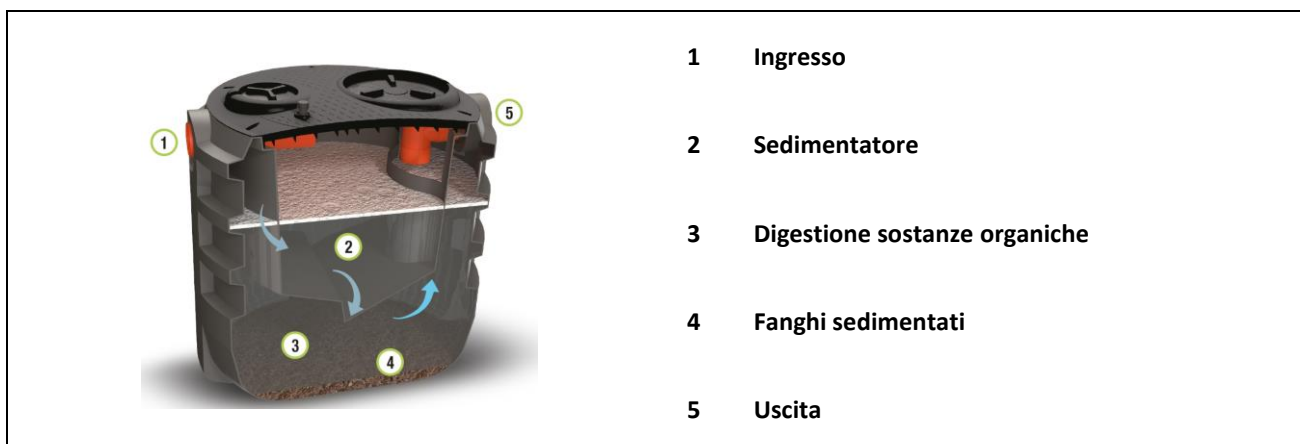 1
5
2
3
4
1 Ingresso
2 Sedimentatore
3 Digestione sostanze organiche
4 Fanghi sedimentati
5 Uscita